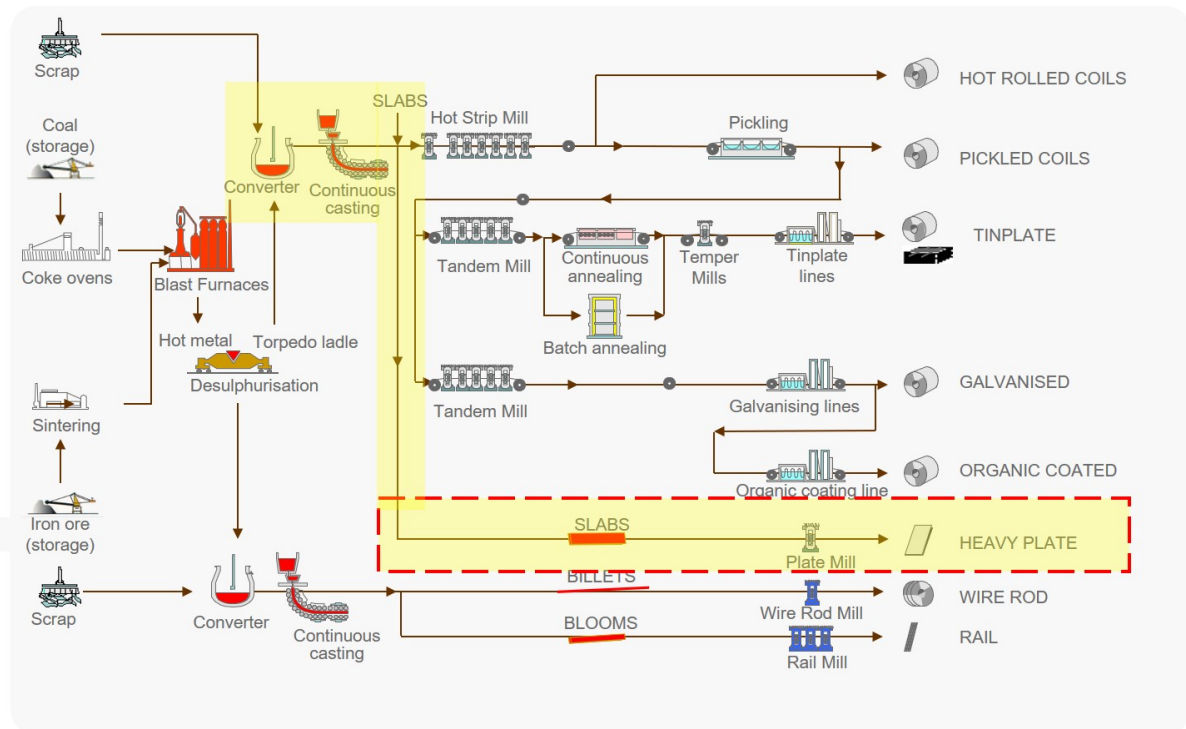 Scrap
Coal
(storage)
Coke ovens
Sintering
Iron ore
(storage)
Scrap
Blast Furnaces
Hot metal
Torpedo ladle
Desulphurisation
Converter
Continuous
casting
SLABS
Hot Strip Mill
Pickling
HOT ROLLED COILS
PICKLED COILS
Tandem Mill
Continuous
annealing
Temper
Mills
Tinplate
lines
TINPLATE
Batch annealing
Tandem Mill
Galvanising lines
GALVANISED
Organic coating line
ORGANIC COATED
SLABS
Plate Mill
HEAVY PLATE
Converter
Continuous
casting
BILLETS
Wire Rod Mill
WIRE ROD
BLOOMS
Rail Mill
RAIL